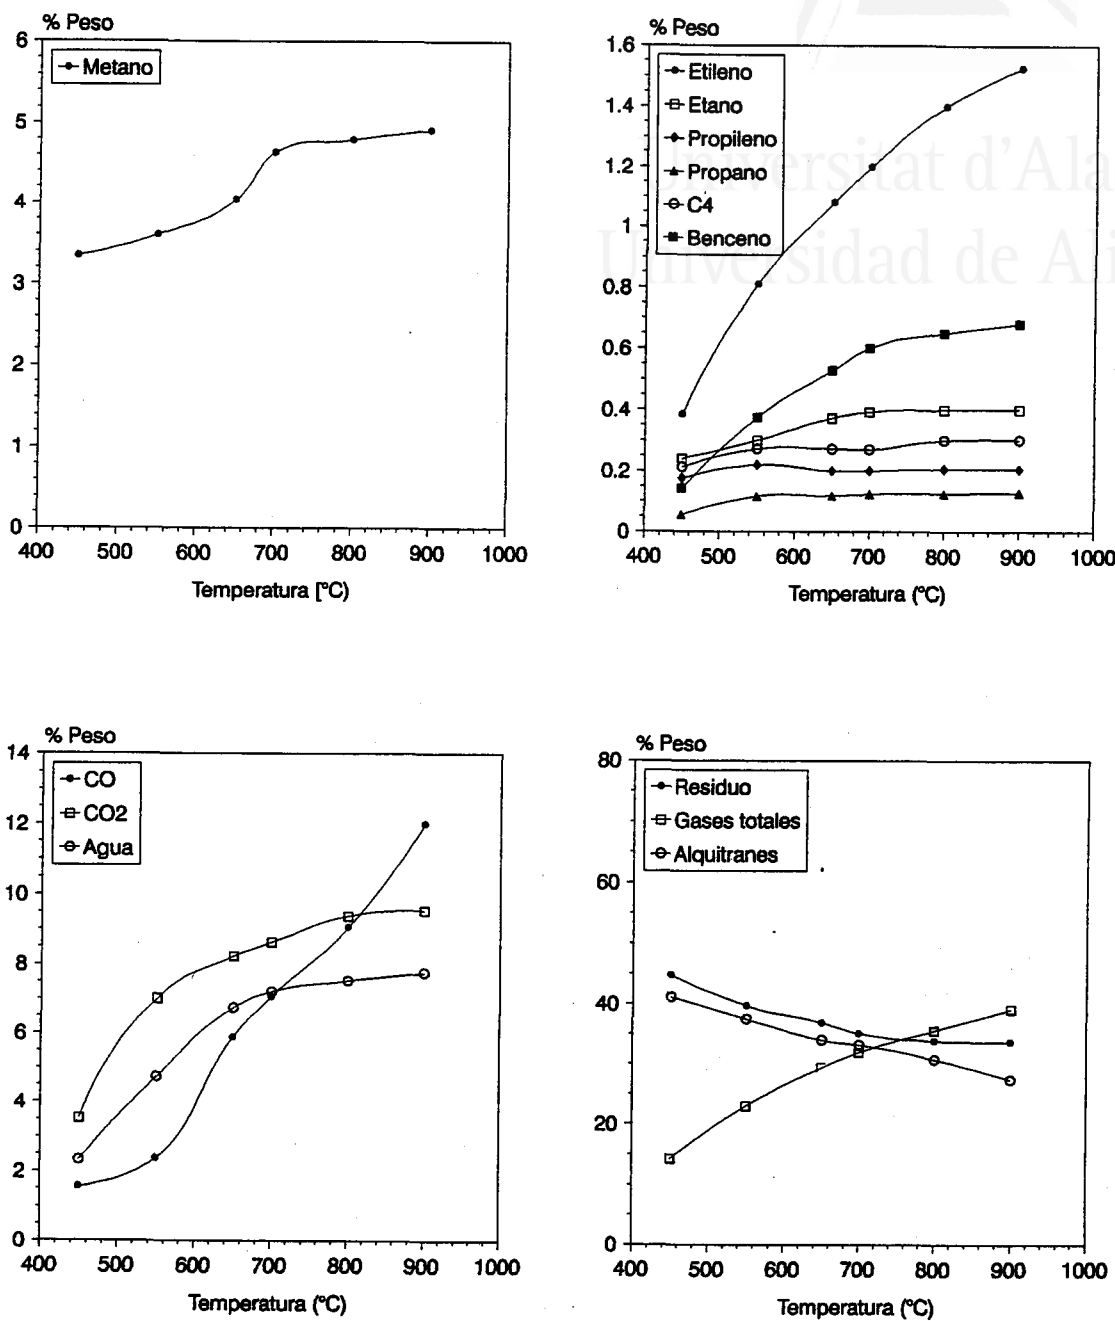 % Peso
6
5
4
3
2
1
0
Metano
400 500 600 700 800 900 1000
Temperatura [°C)
% Peso
1.6
1.4
1.2
1
0.8
0.6
0.4
0.2
0
Etileno
Etano
Propileno
Propano
C4
Benceno
400 500 600 700 800 900 1000
Temperatura (°C)
Universitat d'Ala
Universidad de Ali
% Peso
14
12
10
8
6
4
2
0
CO
CO2
Agua
400 500 600 700 800 900 1000
Temperatura (°C)
% Peso
80
60
40
20
0
Residuo
Gases totales
Alquitranes
400 500 600 700 800 900 1000
Temperatura (°C)